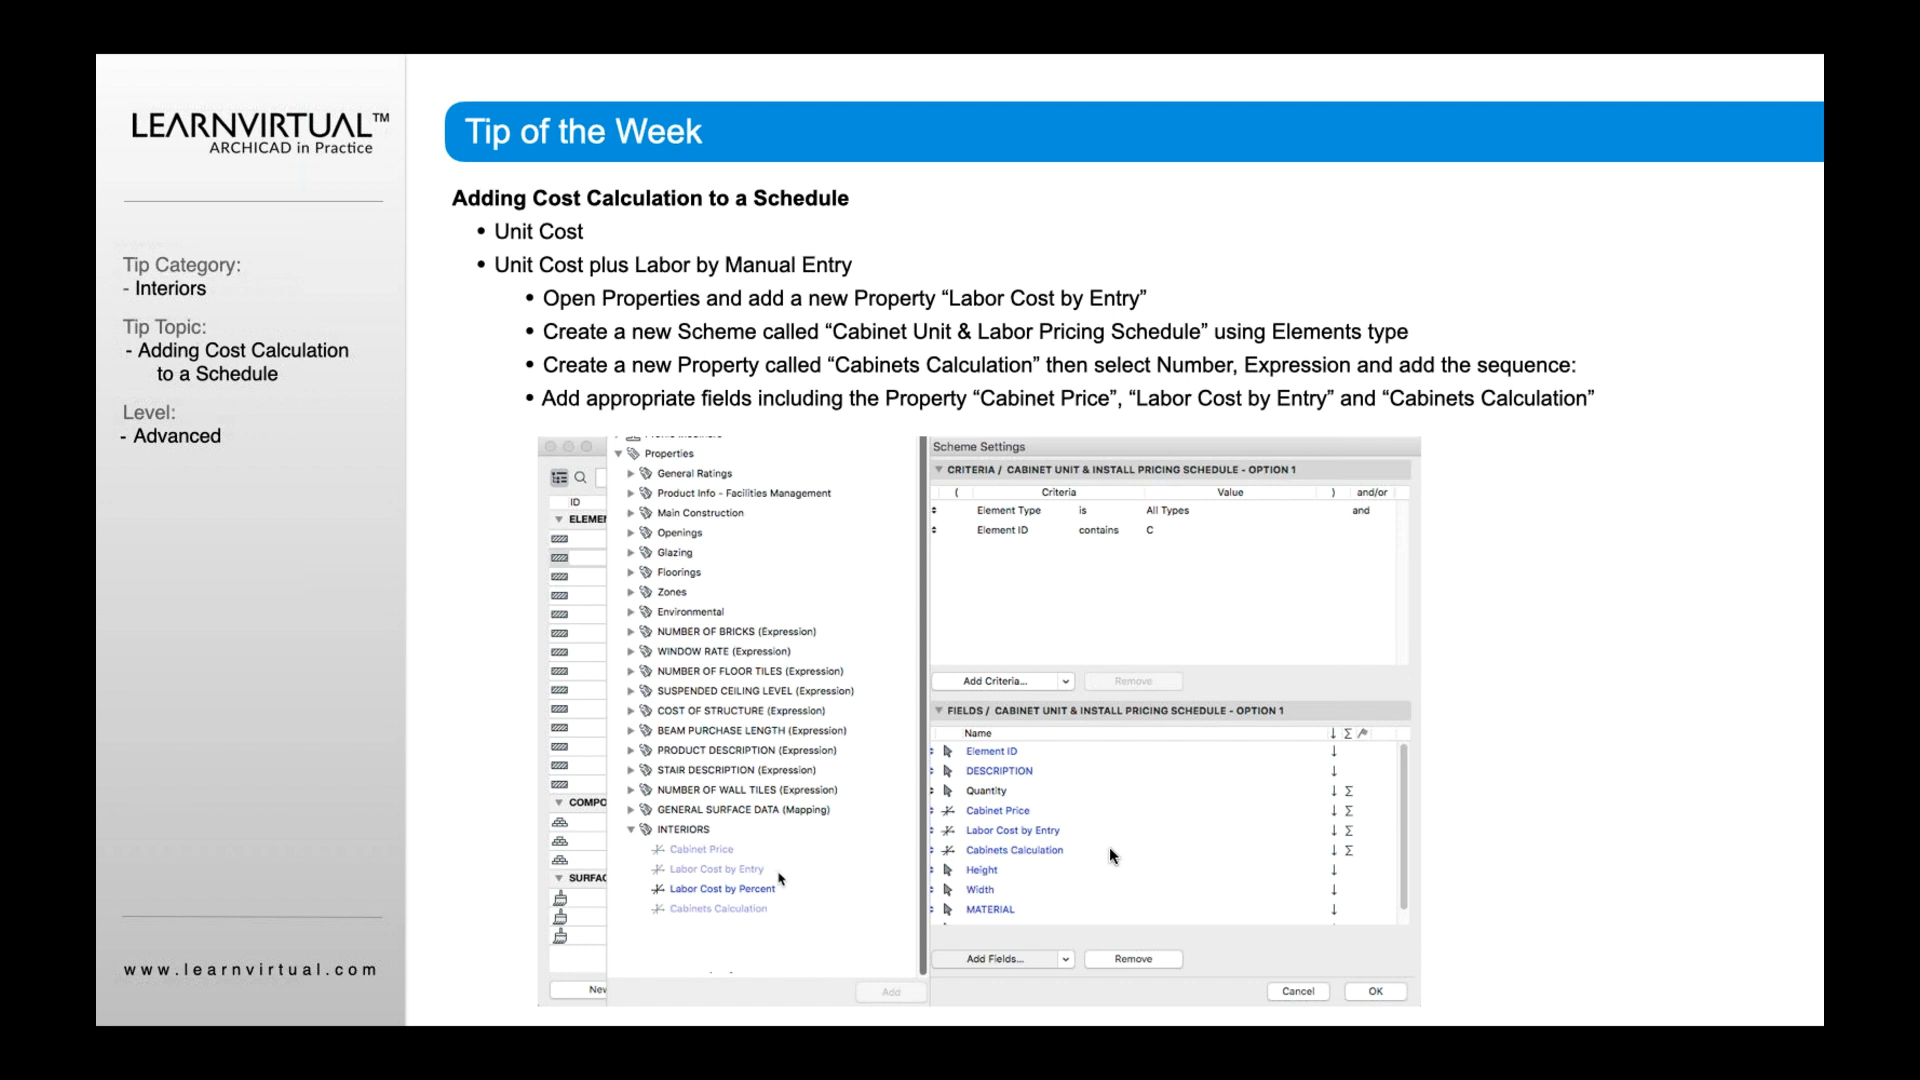 LEARNVIRTUAL™
ARCHICAD in Practice
Tip Category:
- Interiors
Tip Topic:
- Adding Cost Calculation
to a Schedule
Level:
- Advanced
www.learnvirtual.com
Tip of the Week
Adding Cost Calculation to a Schedule
• Unit Cost
• Unit Cost plus Labor by Manual Entry
• Open Properties and add a new Property “Labor Cost by Entry”
• Create a new Scheme called “Cabinet Unit & Labor Pricing Schedule” using Elements type
• Create a new Property called “Cabinets Calculation” then select Number, Expression and add the sequence:
• Add appropriate fields including the Property “Cabinet Price”, “Labor Cost by Entry” and “Cabinets Calculation”
ID
ELEMEN
COMPO
SURFAC
New
Properties
General Ratings
Product Info - Facilities Management
Main Construction
Openings
Glazing
Floorings
Zones
Environmental
NUMBER OF BRICKS (Expression)
WINDOW RATE (Expression)
NUMBER OF FLOOR TILES (Expression)
SUSPENDED CEILING LEVEL (Expression)
COST OF STRUCTURE (Expression)
BEAM PURCHASE LENGTH (Expression)
PRODUCT DESCRIPTION (Expression)
STAIR DESCRIPTION (Expression)
NUMBER OF WALL TILES (Expression)
GENERAL SURFACE DATA (Mapping)
INTERIORS
Cabinet Price
Labor Cost by Entry
Labor Cost by Percent
Cabinets Calculation
Add
Scheme Settings
CRITERIA / CABINET UNIT & INSTALL PRICING SCHEDULE - OPTION 1
( Criteria Value ) and/or
Element Type is All Types and
Element ID contains C
Add Criteria... Remove
FIELDS / CABINET UNIT & INSTALL PRICING SCHEDULE - OPTION 1
Name ↓ Σ
Element ID ↓
DESCRIPTION ↓
Quantity ↓ Σ
Cabinet Price ↓ Σ
Labor Cost by Entry ↓ Σ
Cabinets Calculation ↓ Σ
Height ↓
Width ↓
MATERIAL ↓
Add Fields... Remove
Cancel OK